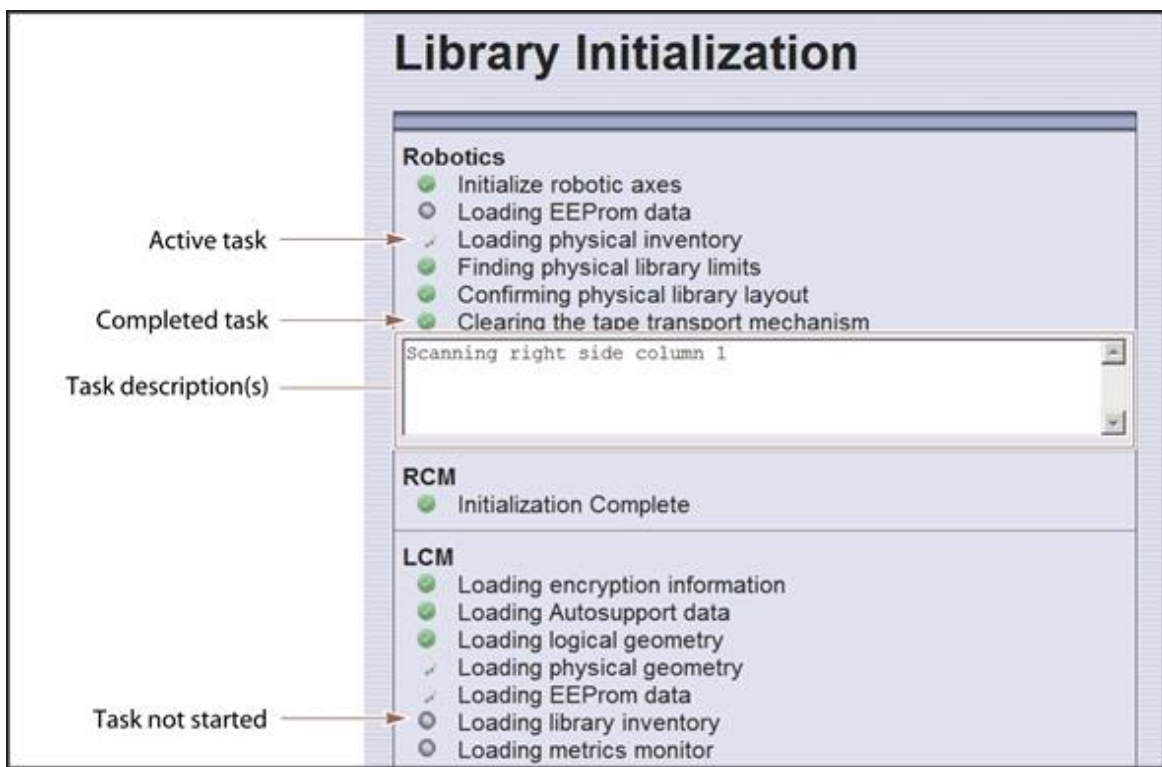 Library Initialization
Robotics
Initialize robotic axes
Loading EEProm data
Active task
Loading physical inventory
Finding physical library limits
Confirming physical library layout
Completed task
Clearing the tape transport mechanism
Scanning right side column 1
Task description(s)
RCM
Initialization Complete
LCM
Loading encryption information
Loading Autosupport data
Loading logical geometry
Loading physical geometry
Loading EEProm data
Task not started
Loading library inventory
Loading metrics monitor